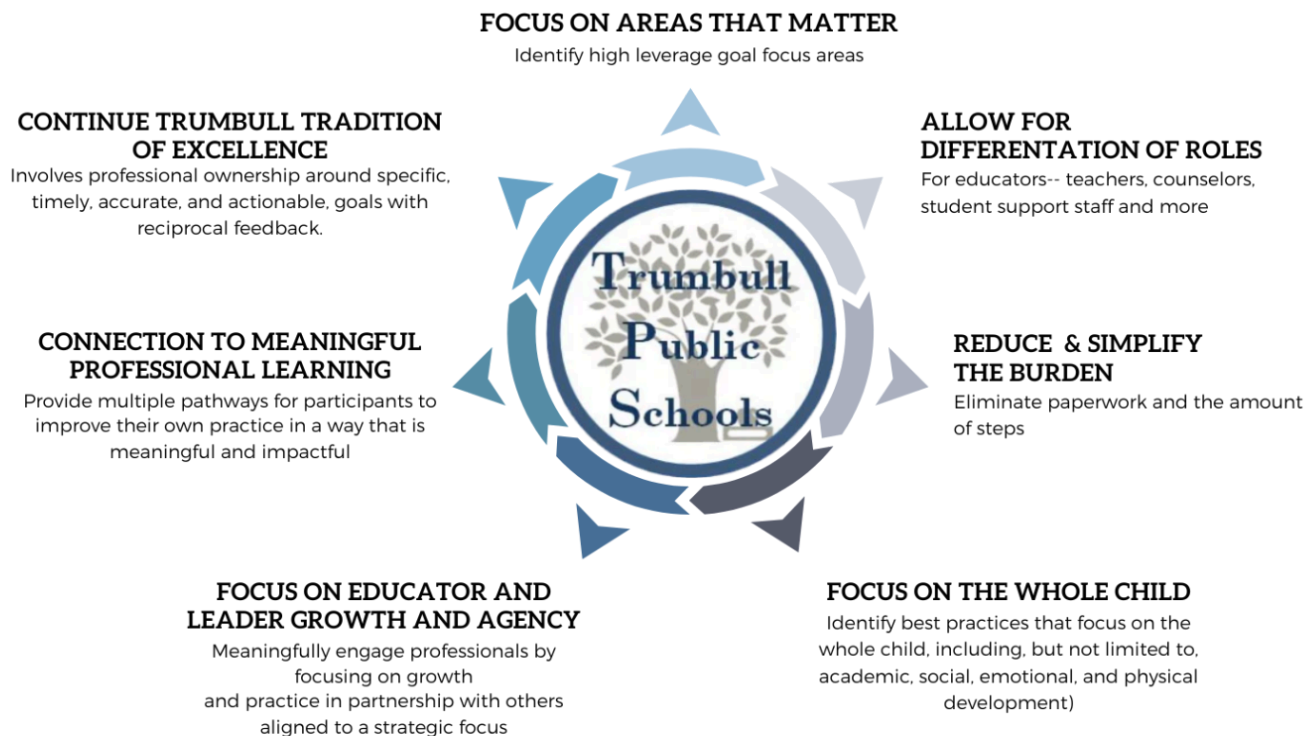 FOCUS ON AREAS THAT MATTER
Identify high leverage goal focus areas
CONTINUE TRUMBULL TRADITION
OF EXCELLENCE
Involves professional ownership around specific,
timely, accurate, and actionable, goals with
reciprocal feedback.
ALLOW FOR
DIFFERENTATION OF ROLES
For educators-- teachers, counselors,
student support staff and more
Trumbull
Public
Schools
CONNECTION TO MEANINGFUL
PROFESSIONAL LEARNING
Provide multiple pathways for participants to
improve their own practice in a way that is
meaningful and impactful
REDUCE & SIMPLIFY
THE BURDEN
Eliminate paperwork and the amount
of steps
FOCUS ON EDUCATOR AND
LEADER GROWTH AND AGENCY
Meaningfully engage professionals by
focusing on growth
and practice in partnership with others
aligned to a strategic focus
FOCUS ON THE WHOLE CHILD
Identify best practices that focus on the
whole child, including, but not limited to,
academic, social, emotional, and physical
development)